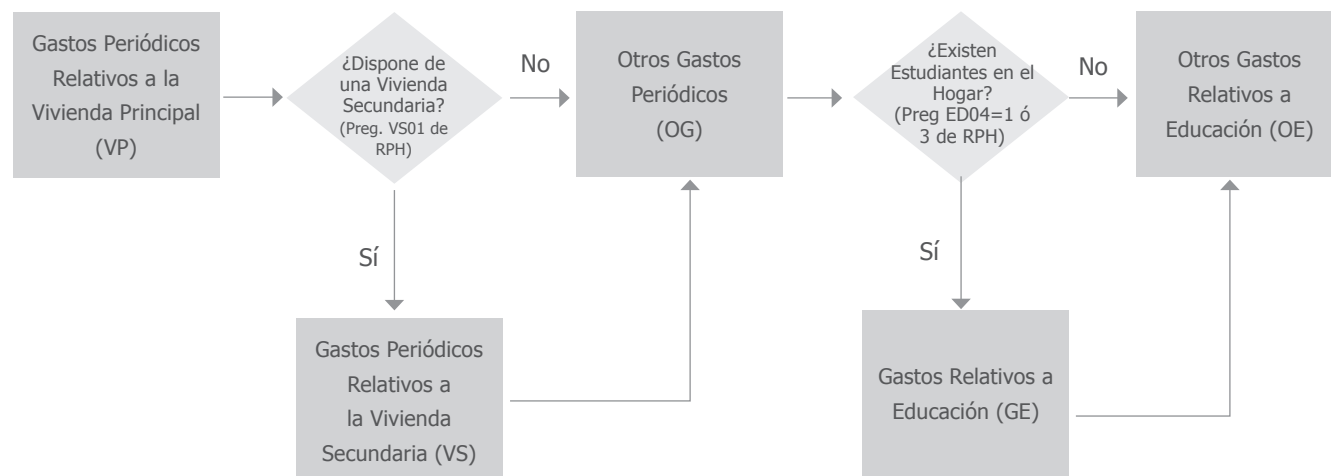 Gastos Periódicos
Relativos a la
Vivienda Principal
(VP)
¿Dispone de
una Vivienda
Secundaria?
(Preg. VS01 de
RPH)
No
Otros Gastos
Periódicos
(OG)
¿Existen
Estudiantes en el
Hogar?
(Preg ED04=1 ó
3 de RPH)
No
Otros Gastos
Relativos a
Educación (OE)
Sí
Sí
Gastos Periódicos
Relativos a
la Vivienda
Secundaria (VS)
Gastos Relativos a
Educación (GE)